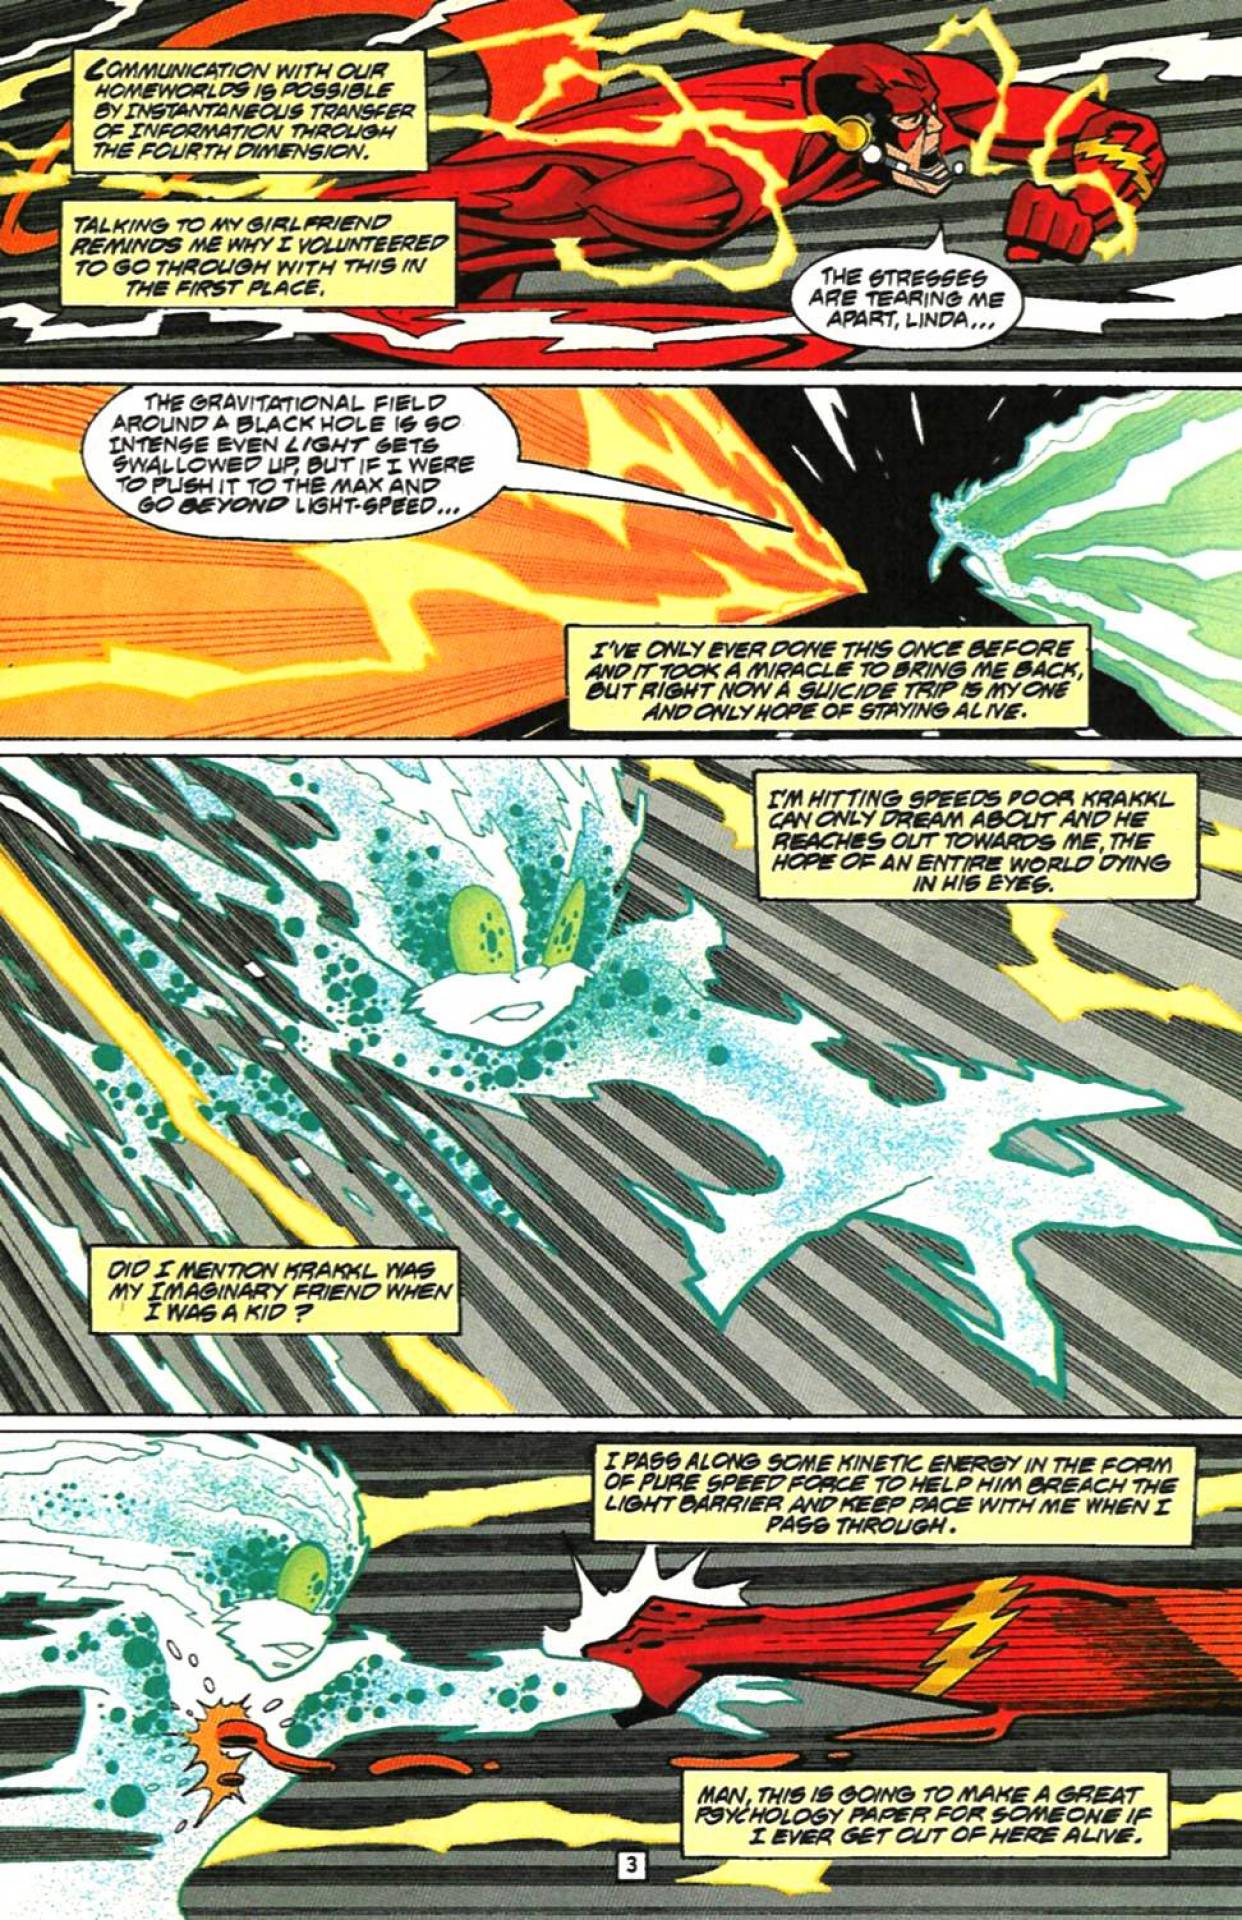 COMMUNICATION WITH OUR
HOMEWORLDS IS POSSIBLE
BY INSTANTANEOUS TRANSFER
OF INFORMATION THROUGH
THE FOURTH DIMENSION.
TALKING TO MY GIRLFRIEND
REMINDS ME WHY I VOLUNTEERED
TO GO THROUGH WITH THIS IN
THE FIRST PLACE.
THE STRESSES
ARE TEARING ME
APART, LINDA...
THE GRAVITATIONAL FIELD
AROUND A BLACK HOLE IS SO
INTENSE EVEN LIGHT GETS
SWALLOWED UP, BUT IF I WERE
TO PUSH IT TO THE MAX AND
GO BEYOND LIGHT-SPEED...
I'VE ONLY EVER DONE THIS ONCE BEFORE
AND IT TOOK A MIRACLE TO BRING ME BACK,
BUT RIGHT NOW A SUICIDE TRIP IS MY ONE
AND ONLY HOPE OF STAYING ALIVE.
I'M HITTING SPEEDS POOR KRAKKL
CAN ONLY DREAM ABOUT AND HE
REACHES OUT TOWARDS ME, THE
HOPE OF AN ENTIRE WORLD DYING
IN HIS EYES.
DID I MENTION KRAKKL WAS
MY IMAGINARY FRIEND WHEN
I WAS A KID?
I PASS ALONG SOME KINETIC ENERGY IN THE FORM
OF PURE SPEED FORCE TO HELP HIM BREACH THE
LIGHT BARRIER AND KEEP PACE WITH ME WHEN I
PASS THROUGH.
MAN, THIS IS GOING TO MAKE A GREAT
PSYCHOLOGY PAPER FOR SOMEONE IF
I EVER GET OUT OF HERE ALIVE.
3